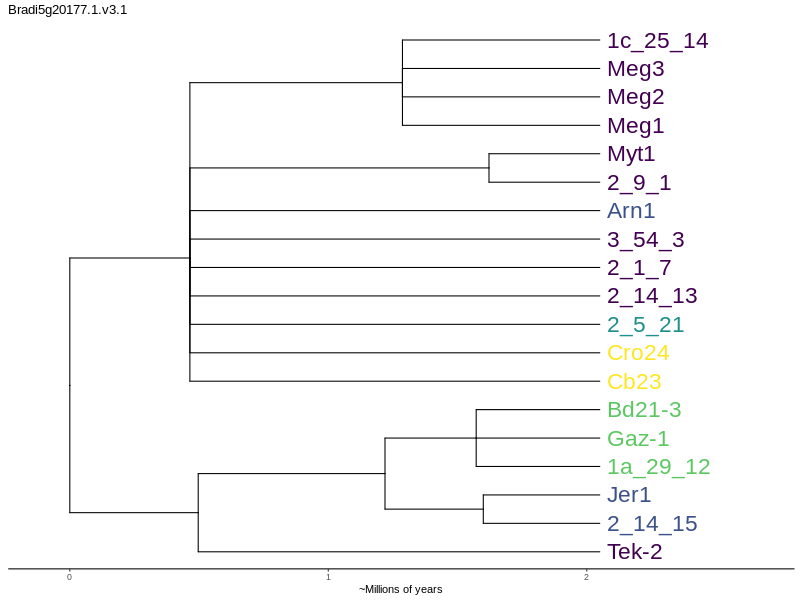 Bradi5g20177.1.v3.1
1c_25_14
Meg3
Meg2
Meg1
Myt1
2_9_1
Arn1
3_54_3
2_1_7
2_14_13
2_5_21
Cro24
Cb23
Bd21-3
Gaz-1
1a_29_12
Jer1
2_14_15
Tek-2
0 1 2
~Millions of years